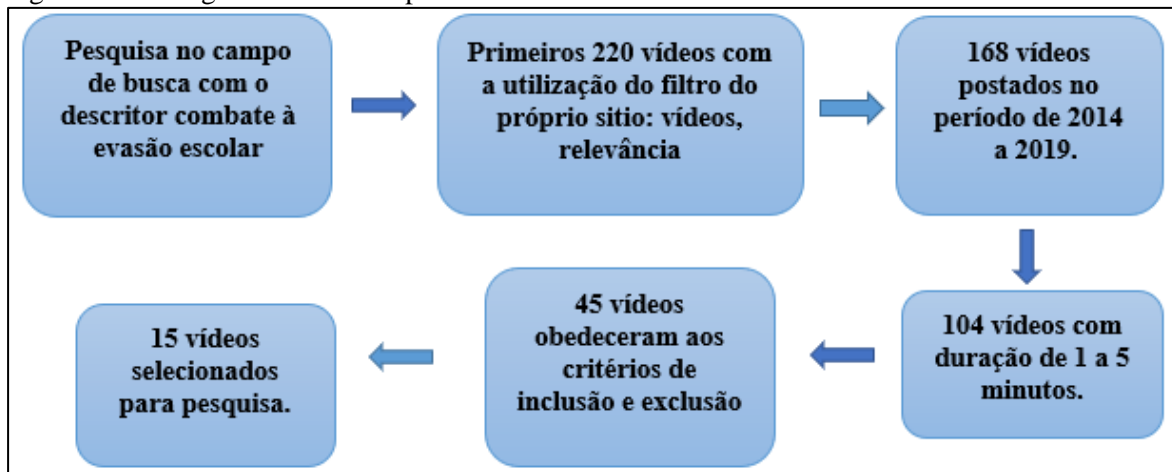 Pesquisa no campo
de busca com o
descritor combate à
evasão escolar
Primeiros 220 vídeos com
a utilização do filtro do
próprio sitio: vídeos,
relevância
168 vídeos
postados no
período de 2014
a 2019.
104 vídeos com
duração de 1 a 5
minutos.
45 vídeos
obedeceram aos
critérios de
inclusão e exclusão
15 vídeos
selecionados
para pesquisa.